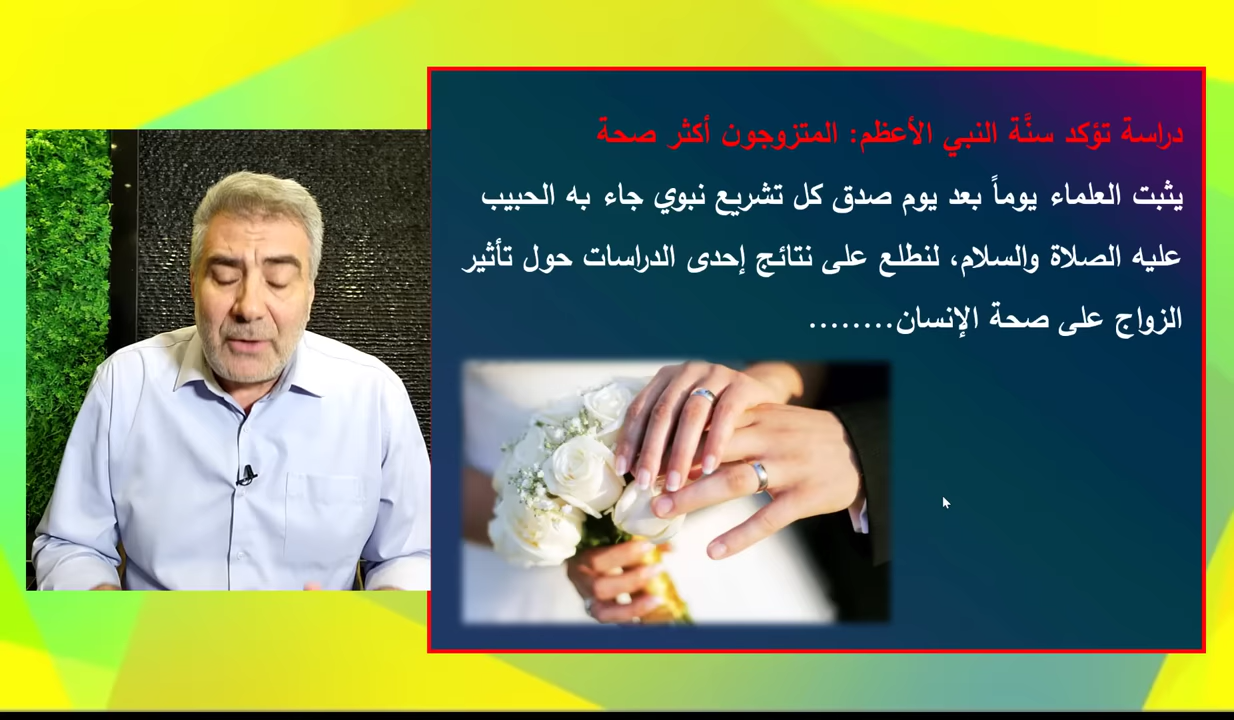 دراسة تؤكد سنَّة النبي الأعظم: المتزوجون أكثر صحة
يثبت العلماء يوماً بعد يوم صدق كل تشريع نبوي جاء به الحبيب
عليه الصلاة والسلام، لنطلع على نتائج إحدى الدراسات حول تأثير
الزواج على صحة الإنسان........